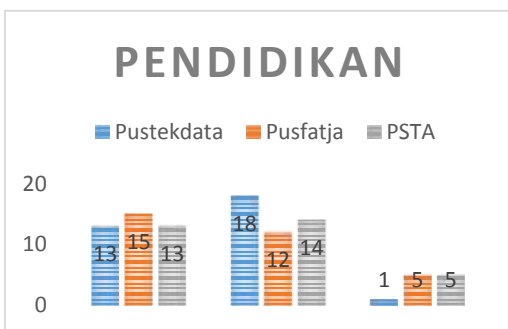 PENDIDIKAN
Pustekdata Pusfatja PSTA
20
10
0
13 15 13
18 12 14
1 5 5